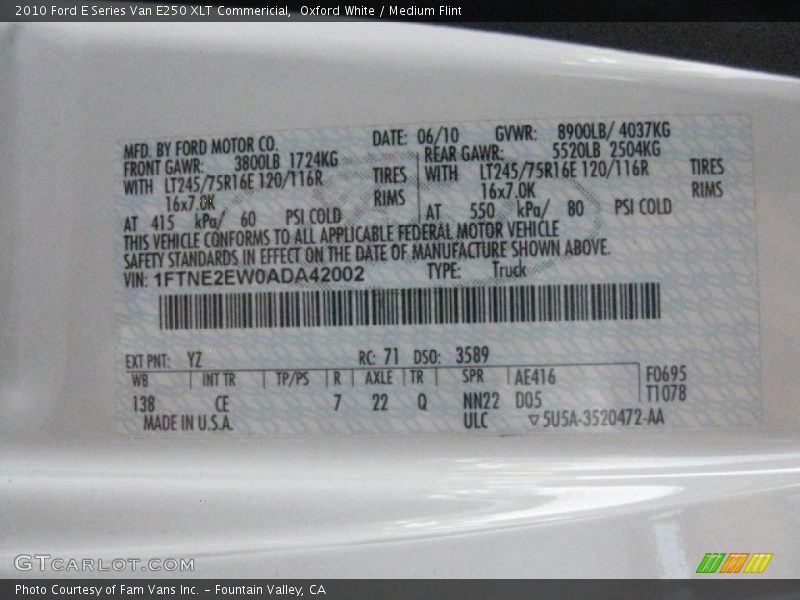 2010 Ford E Series Van E250 XLT Commericial, Oxford White / Medium Flint
MFD. BY FORD MOTOR CO. DATE: 06/10 GVWR: 8900LB/ 4037KG
FRONT GAWR: 3800LB 1724KG REAR GAWR: 5520LB 2504KG
WITH LT245/75R16E 120/116R TIRES WITH LT245/75R16E 120/116R TIRES
16x7.0K RIMS 16x7.0K RIMS
AT 415 kPa/ 60 PSI COLD AT 550 kPa/ 80 PSI COLD
THIS VEHICLE CONFORMS TO ALL APPLICABLE FEDERAL MOTOR VEHICLE
SAFETY STANDARDS IN EFFECT ON THE DATE OF MANUFACTURE SHOWN ABOVE.
VIN: 1FTNE2EW0ADA42002 TYPE: Truck
EXT PNT: YZ RC: 71 DSO: 3589
WB INT TR TP/PS R AXLE TR SPR AE416 F0695
138 CE 7 22 Q NN22 D05 T1078
MADE IN U.S.A. ULC ▽5U5A-3520472-AA
GTCARLOT.COM
Photo Courtesy of Fam Vans Inc. – Fountain Valley, CA